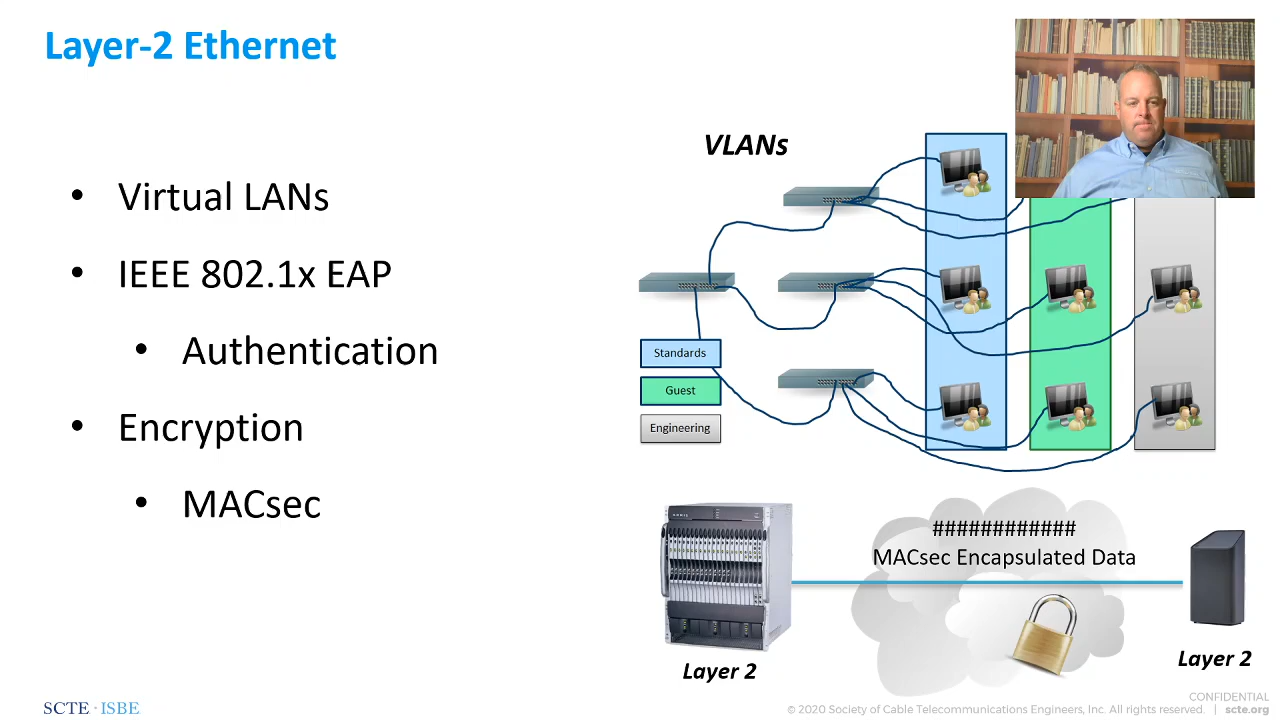 Layer-2 Ethernet
• Virtual LANs
• IEEE 802.1x EAP
• Authentication
• Encryption
• MACsec
VLANs
Standards
Guest
Engineering
############
MACsec Encapsulated Data
Layer 2
Layer 2
SCTE · ISBE
CONFIDENTIAL
© 2020 Society of Cable Telecommunications Engineers, Inc. All rights reserved. | scte.org